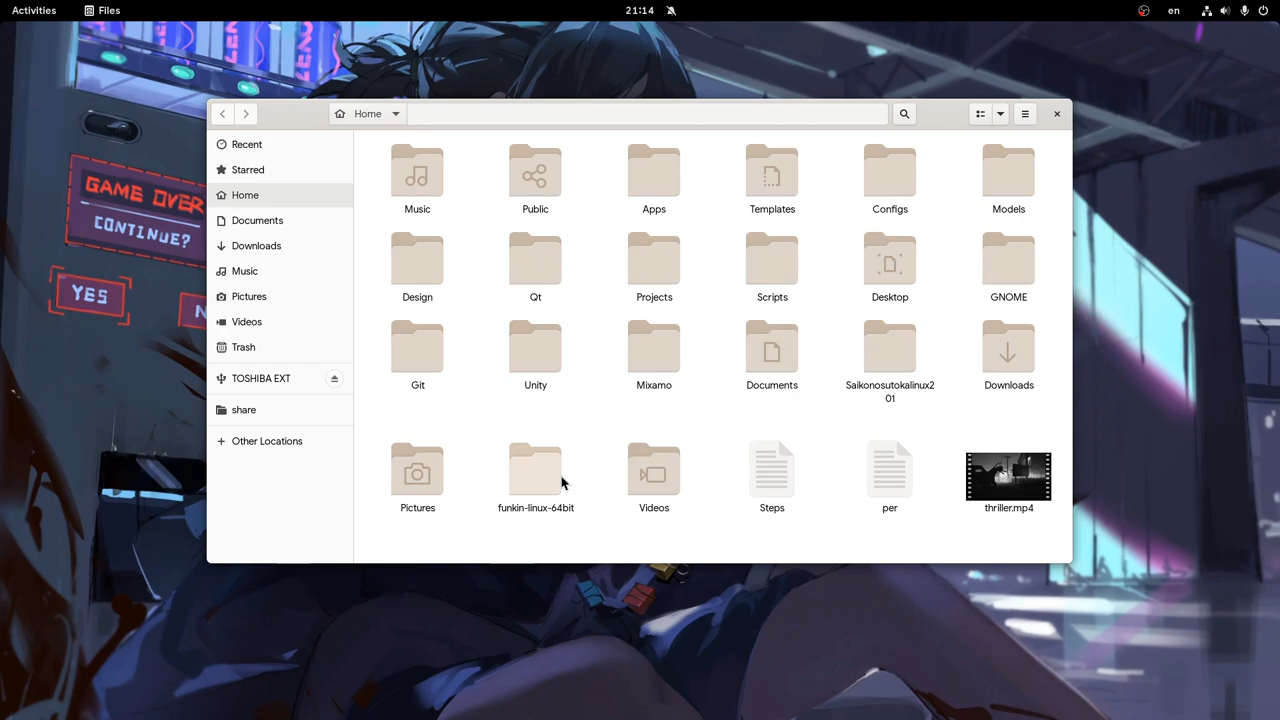 Activities
Files
21:14
en
ZENO
GAME OVER
CONTINUE?
YES
N
Home
Recent
Starred
Home
Documents
Downloads
Music
Pictures
Videos
Trash
TOSHIBA EXT
share
Other Locations
Music
Public
Apps
Templates
Configs
Models
Design
Qt
Projects
Scripts
Desktop
GNOME
Git
Unity
Mixamo
Documents
Saikonosutokalinux2
01
Downloads
Pictures
funkin-linux-64bit
Videos
Steps
per
thriller.mp4